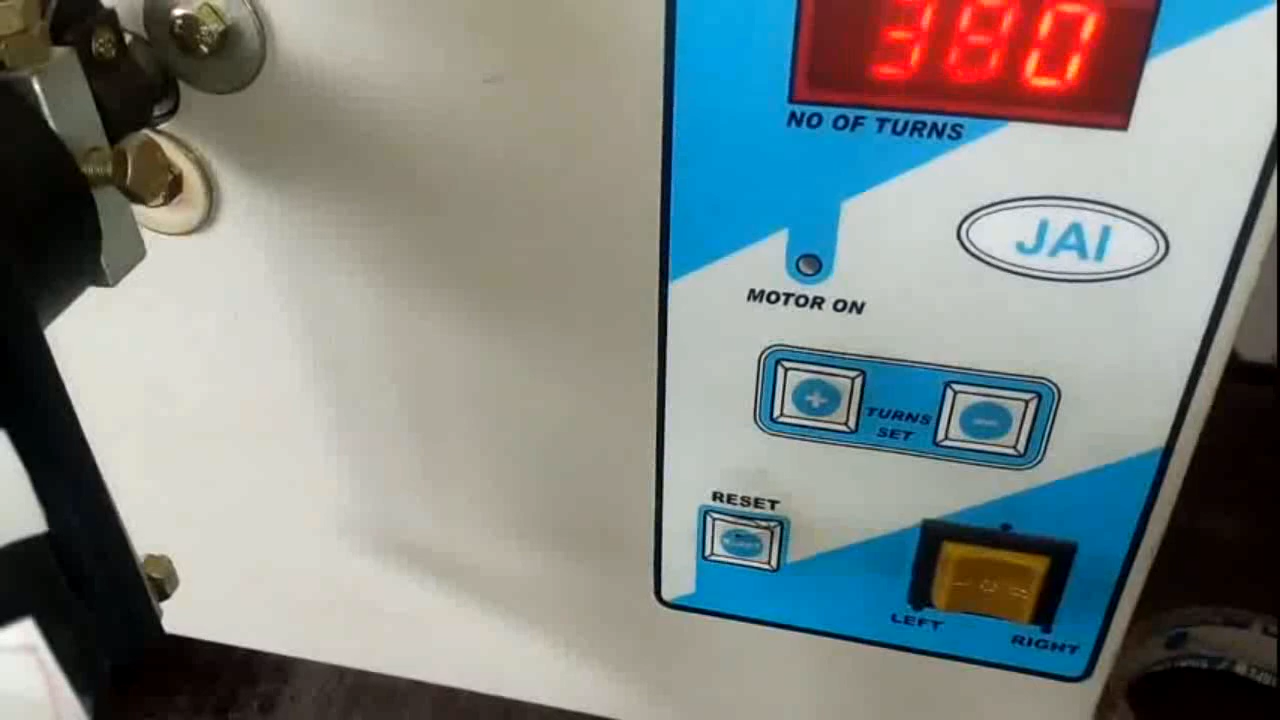 380
NO OF TURNS
JAI
MOTOR ON
+
TURNS
SET
-
RESET
LEFT
RIGHT